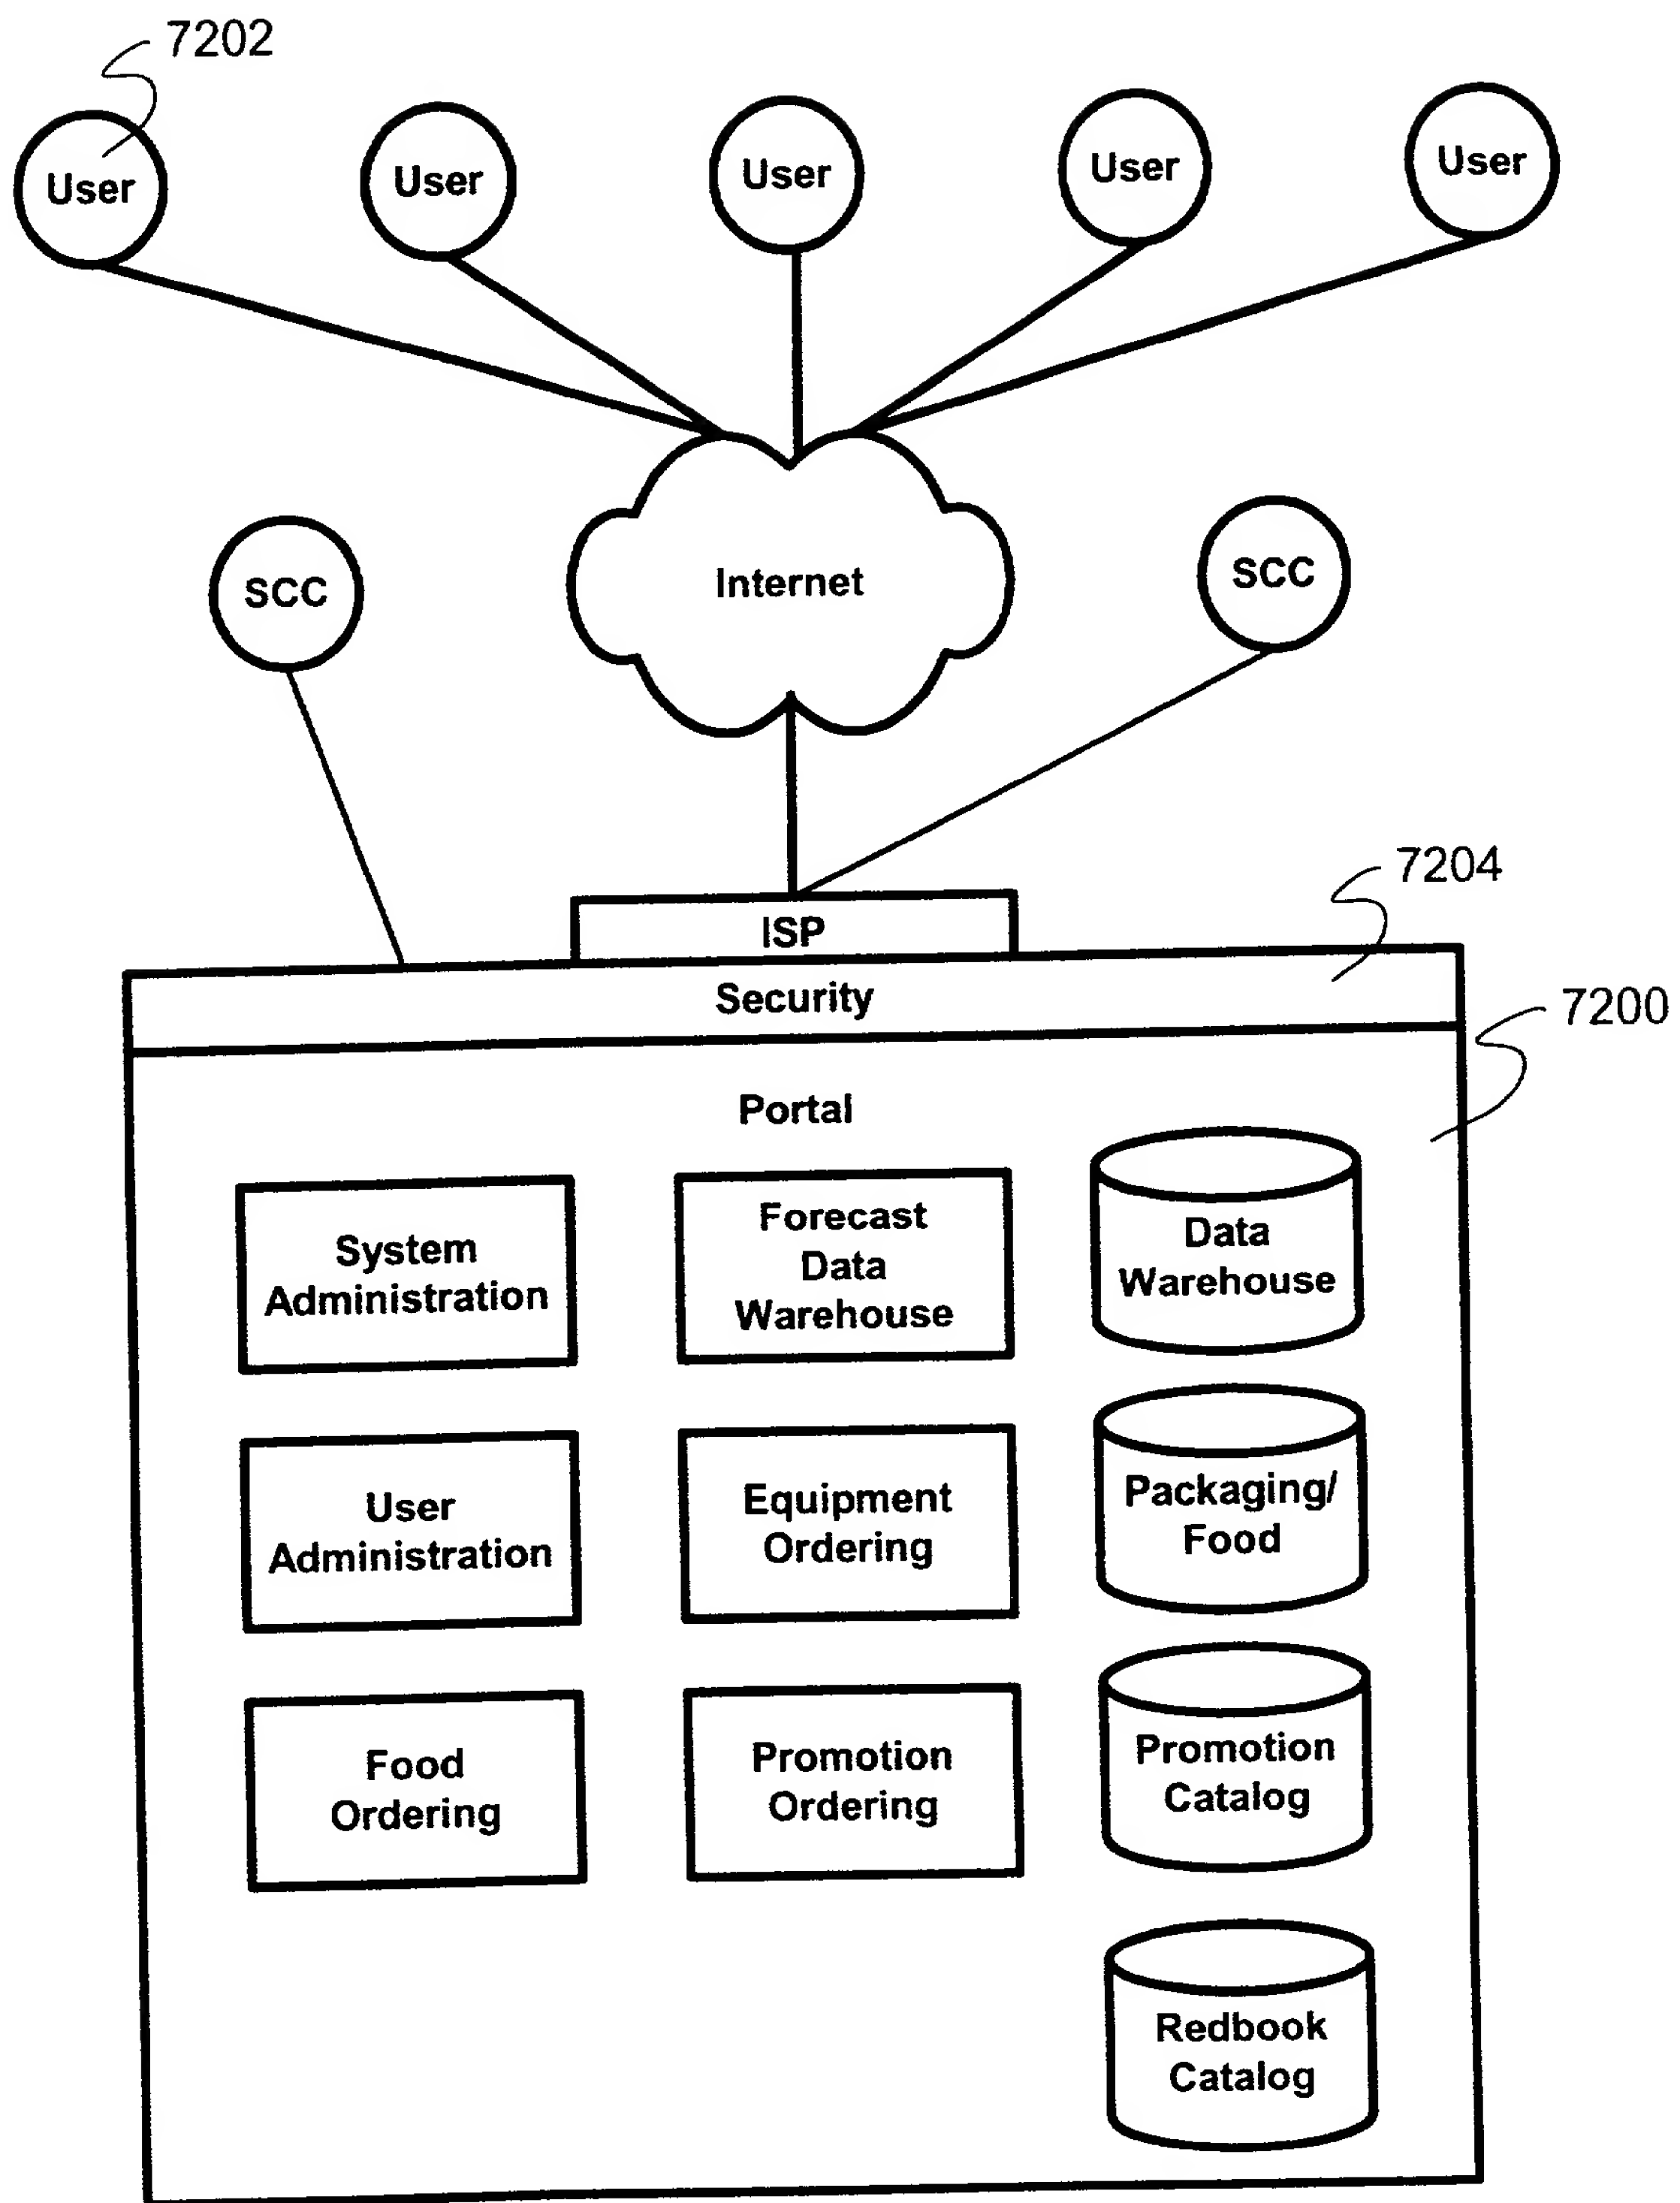 7202
User
User
User
User
User
Internet
SCC
SCC
7204
ISP
Security
7200
Portal
System
Administration
Forecast
Data
Warehouse
Data
Warehouse
User
Administration
Equipment
Ordering
Packaging/
Food
Food
Ordering
Promotion
Ordering
Promotion
Catalog
Redbook
Catalog